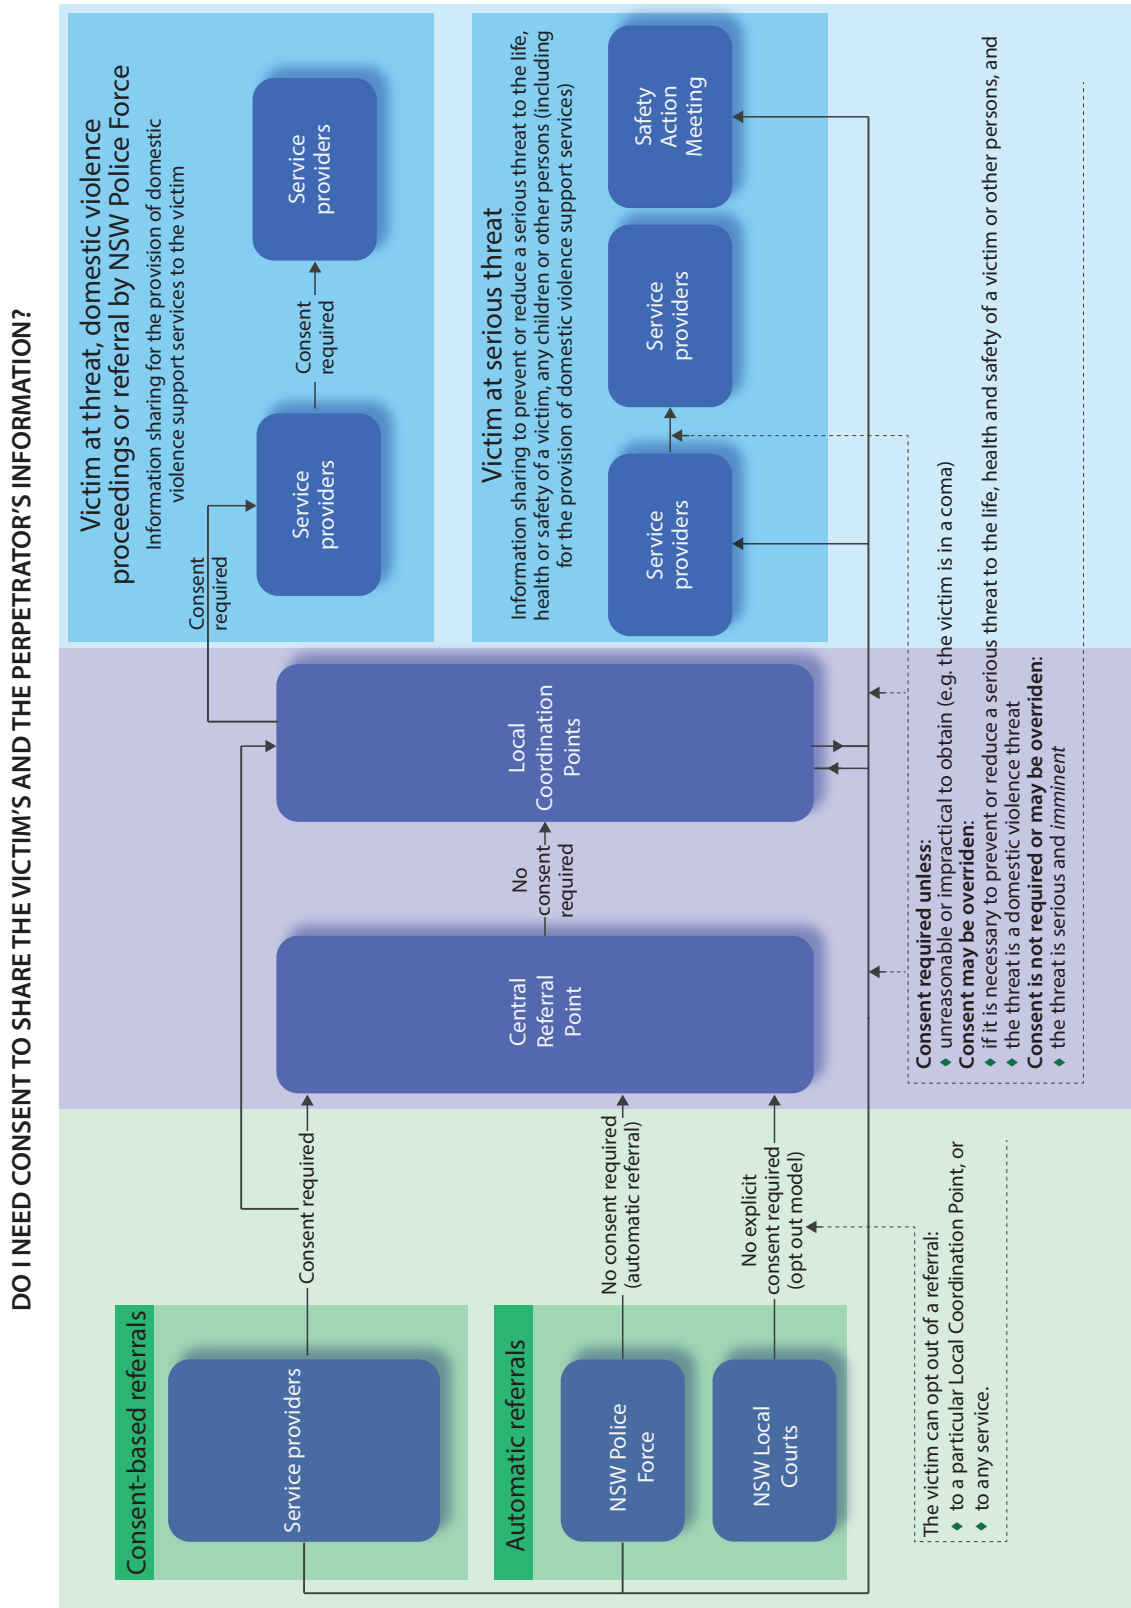 DO I NEED CONSENT TO SHARE THE VICTIM'S AND THE PERPETRATOR'S INFORMATION?
Consent-based referrals
Service providers
Consent required
Automatic referrals
NSW Police
Force
No consent required
(automatic referral)
NSW Local
Courts
No explicit
consent required
(opt out model)
The victim can opt out of a referral:
♦ to a particular Local Coordination Point, or
♦ to any service.
Central
Referral
Point
No
consent
required
Local
Coordination
Points
Consent
required
Victim at threat, domestic violence
proceedings or referral by NSW Police Force
Information sharing for the provision of domestic
violence support services to the victim
Service
providers
Consent
required
Service
providers
Victim at serious threat
Information sharing to prevent or reduce a serious threat to the life,
health or safety of a victim, any children or other persons (including
for the provision of domestic violence support services)
Service
providers
Service
providers
Safety
Action
Meeting
Consent required unless:
♦ unreasonable or impractical to obtain (e.g. the victim is in a coma)
Consent may be overriden:
♦ if it is necessary to prevent or reduce a serious threat to the life, health and safety of a victim or other persons, and
♦ the threat is a domestic violence threat
Consent is not required or may be overriden:
♦ the threat is serious and imminent